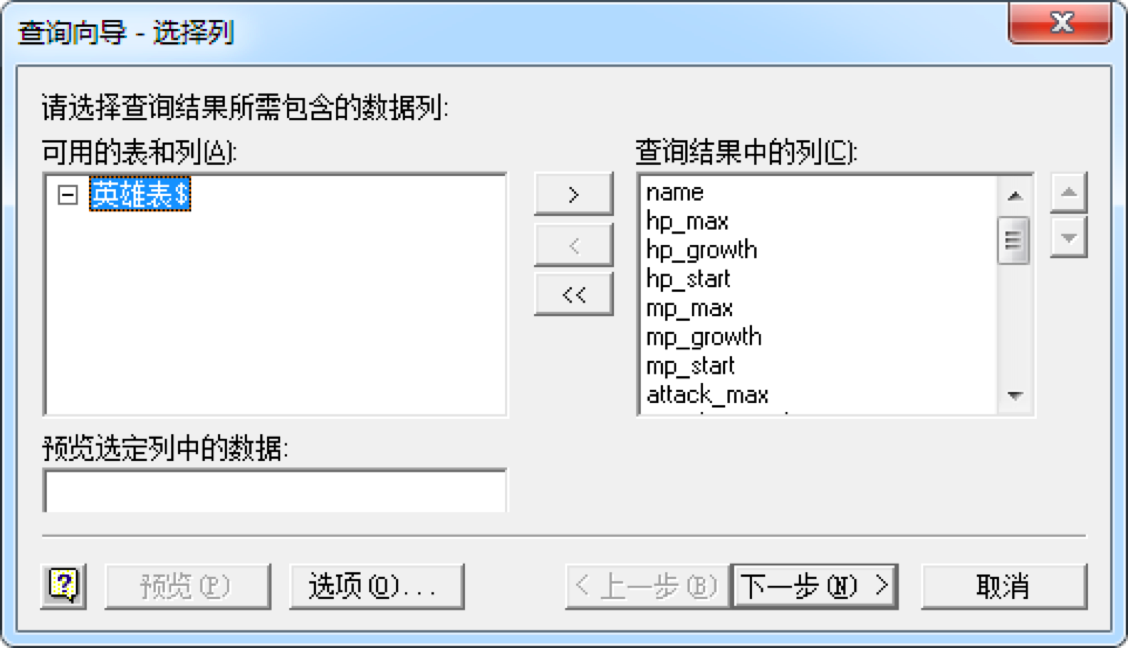 查询向导 - 选择列
请选择查询结果所需包含的数据列:
可用的表和列(A):
英雄表$
>
<
<<
查询结果中的列(C):
name
hp_max
hp_growth
hp_start
mp_max
mp_growth
mp_start
attack_max
预览选定列中的数据:
预览(P)
选项(O)...
< 上一步(B)
下一步(N) >
取消